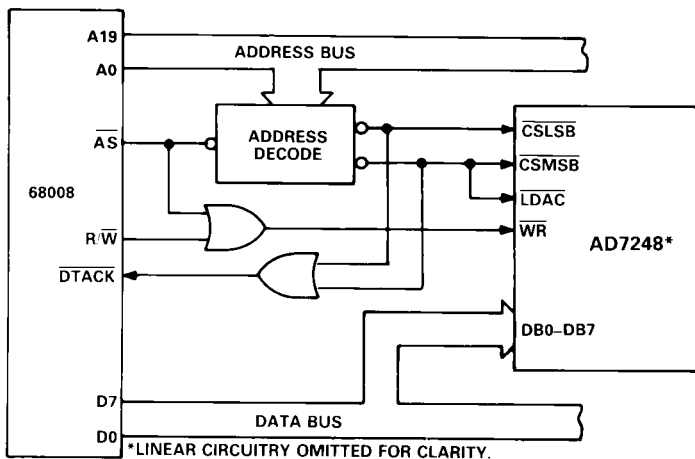 A19
ADDRESS BUS
A0
ADDRESS
DECODE
AS
CSLSB
CSMSB
LDAC
68008
R/W
WR
AD7248*
DTACK
DB0–DB7
D7
DATA BUS
D0
*LINEAR CIRCUITRY OMITTED FOR CLARITY.